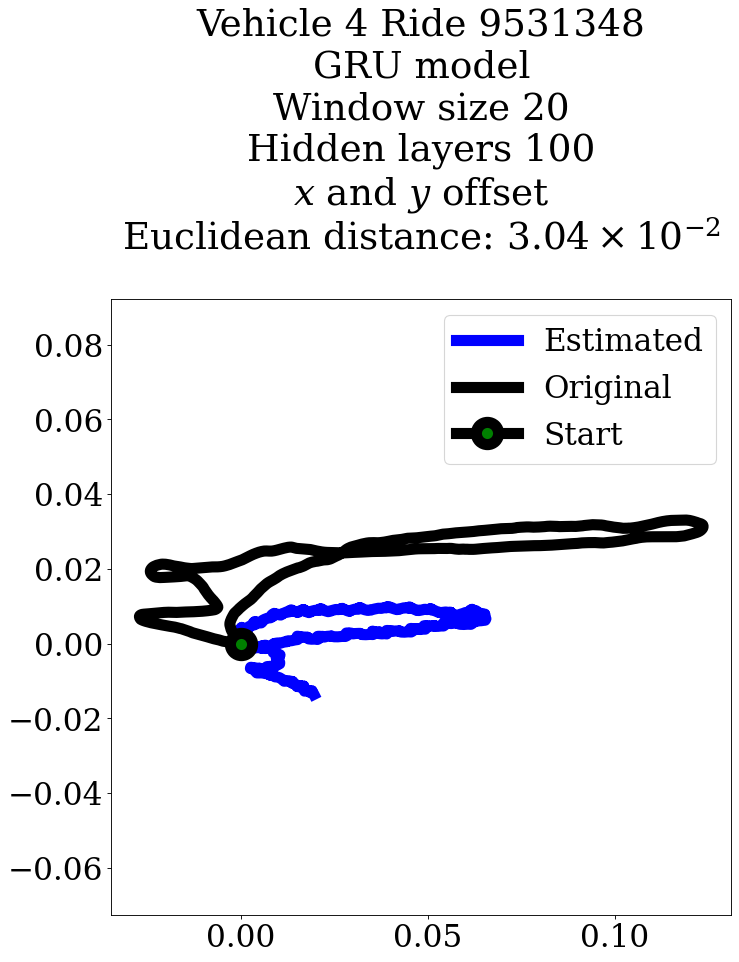 Vehicle 4 Ride 9531348
GRU model
Window size 20
Hidden layers 100
x and y offset
Euclidean distance: 3.04 × 10⁻²
Estimated
Original
Start
0.08
0.06
0.04
0.02
0.00
−0.02
−0.04
−0.06
0.00 0.05 0.10